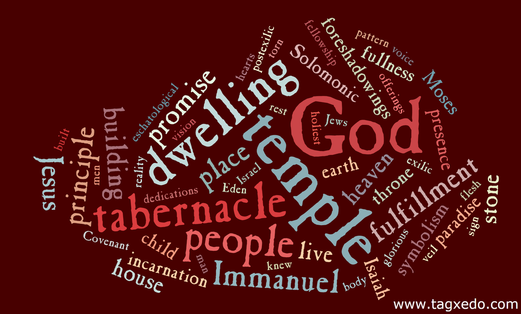 fellowship
pattern
voice
postexilic
torn
hearts
foreshadowings
fullness
Solomonic
Moses
offerings
eschatological
promise
dwelling
vision
rest
holiest
Jews
God
presence
built
building
principle
men
Jesus
reality
place
temple
Israel
Eden
earth
heaven
exilic
throne
flesh
fulfillment
stone
dedications
tabernacle
symbolism
paradise
sign
veil
glorious
Covenant
child
people
live
knew
man
incarnation
house
Immanuel
body
Isaiah
www.tagxedo.com